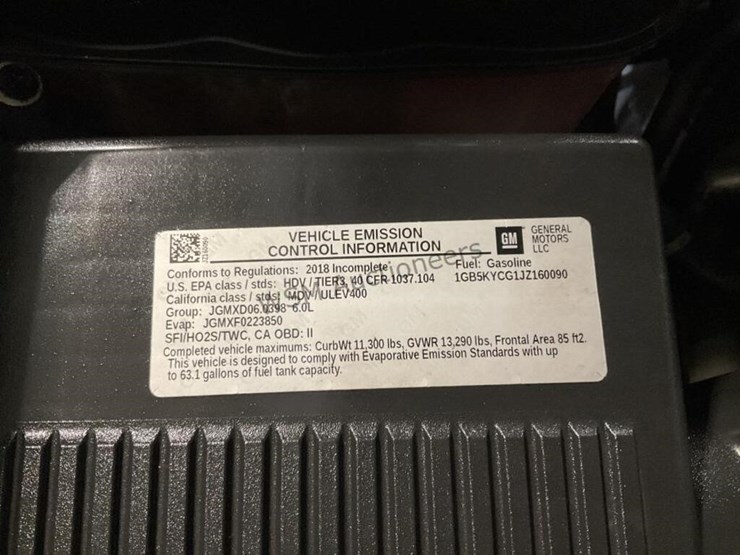 VEHICLE EMISSION
CONTROL INFORMATION
GM
GENERAL
MOTORS
LLC
Conforms to Regulations: 2018 Incomplete
Fuel: Gasoline
U.S. EPA class / stds: HDV / TIER3, 40 CFR 1037.104
1GB5KYCG1JZ160090
California class / stds: MDV/ULEV400
Group: JGMXD06.0398 6.0L
Evap: JGMXF0223850
SFI/HO2S/TWC, CA OBD: II
Completed vehicle maximums: CurbWt 11,300 lbs, GVWR 13,290 lbs, Frontal Area 85 ft2.
This vehicle is designed to comply with Evaporative Emission Standards with up
to 63.1 gallons of fuel tank capacity.